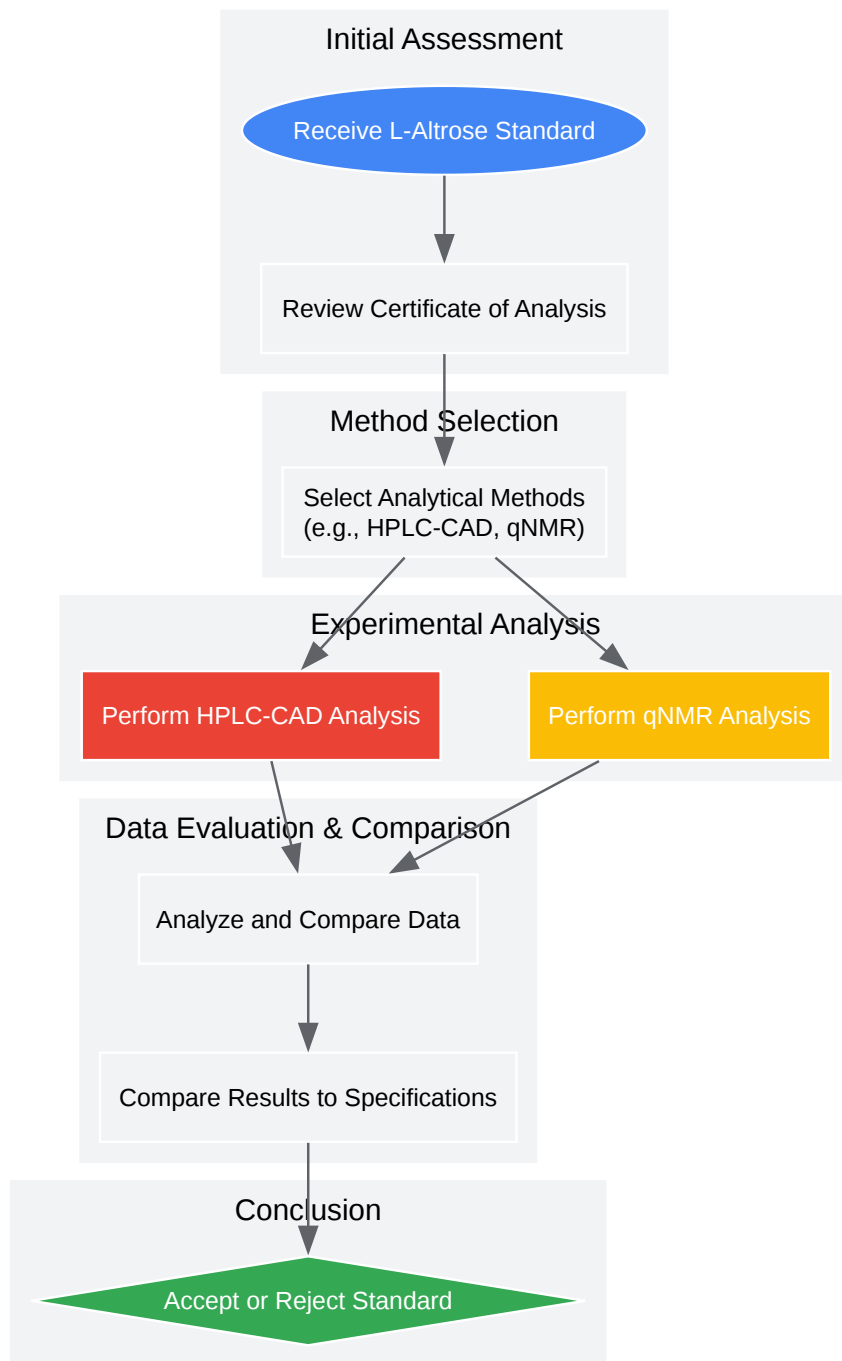 Initial Assessment
Receive L-Altrose Standard
Review Certificate of Analysis
Method Selection
Select Analytical Methods
(e.g., HPLC-CAD, qNMR)
Experimental Analysis
Perform HPLC-CAD Analysis
Perform qNMR Analysis
Data Evaluation & Comparison
Analyze and Compare Data
Compare Results to Specifications
Conclusion
Accept or Reject Standard